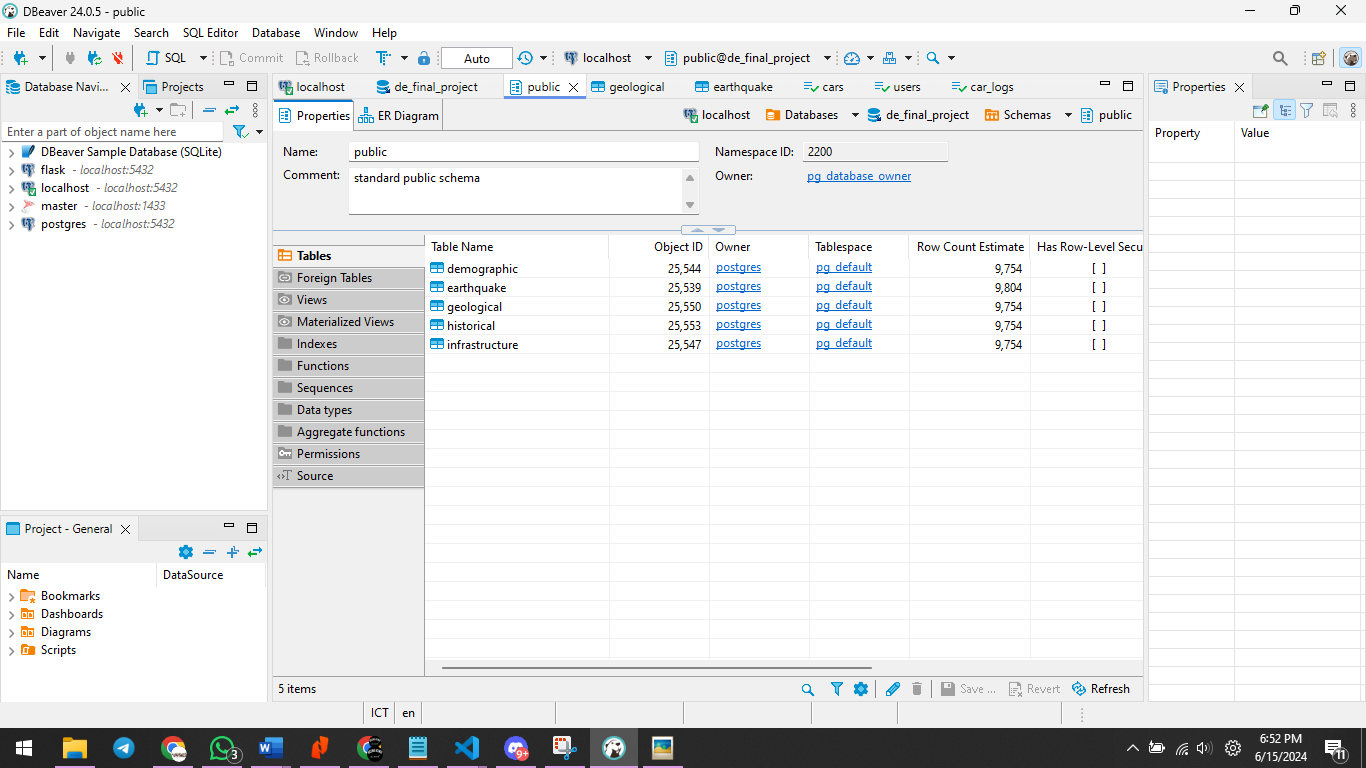 DBeaver 24.0.5 - public
File Edit Navigate Search SQL Editor Database Window Help
SQL Commit Rollback Auto localhost public@de_final_project
Database Navi... Projects
Enter a part of object name here
DBeaver Sample Database (SQLite)
flask - localhost:5432
localhost - localhost:5432
master - localhost:1433
postgres - localhost:5432
Project - General
Name DataSource
Bookmarks
Dashboards
Diagrams
Scripts
localhost de_final_project public geological earthquake cars users car_logs
Properties ER Diagram localhost Databases de_final_project Schemas public
Name: public Namespace ID: 2200
Comment: standard public schema Owner: pg_database_owner
Tables
Foreign Tables
Views
Materialized Views
Indexes
Functions
Sequences
Data types
Aggregate functions
Permissions
Source
Table Name Object ID Owner Tablespace Row Count Estimate Has Row-Level Secu
demographic 25,544 postgres pg_default 9,754 [ ]
earthquake 25,539 postgres pg_default 9,804 [ ]
geological 25,550 postgres pg_default 9,754 [ ]
historical 25,553 postgres pg_default 9,754 [ ]
infrastructure 25,547 postgres pg_default 9,754 [ ]
5 items Save ... Revert Refresh
Properties
Property Value
ICT en
3
9+
6:52 PM
6/15/2024
11